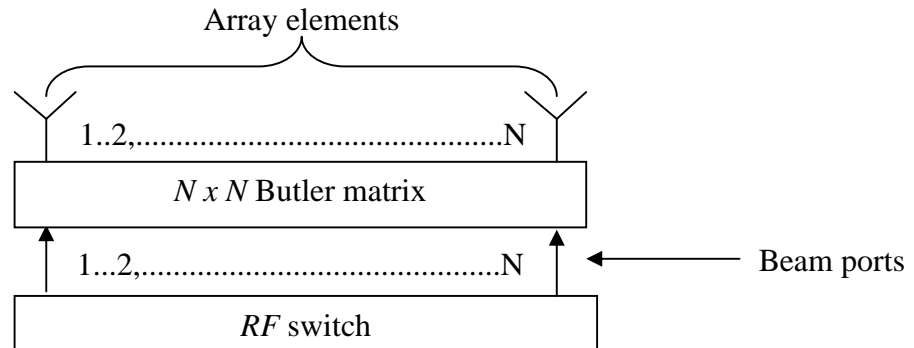 Array elements
1..2,.............................................N
N x N Butler matrix
1...2,...........................................N
Beam ports
RF switch